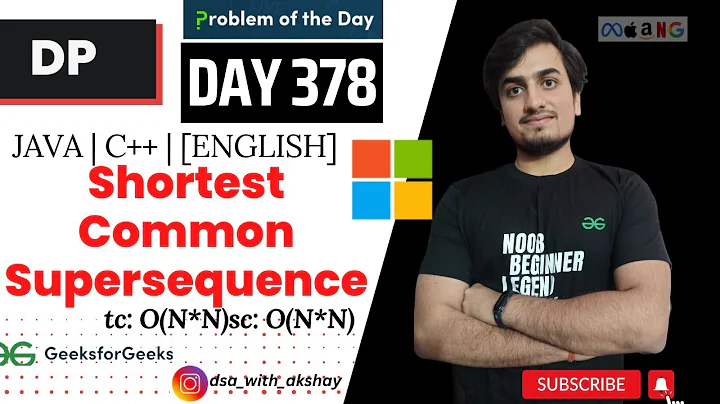 Problem of the Day
DP
DAY 378
JAVA | C++ | [ENGLISH]
Shortest
Common
Supersequence
tc: O(N*N)sc: O(N*N)
GeeksforGeeks
dsa_with_akshay
NOOB
BEGINNER
LEGEND
SUBSCRIBE